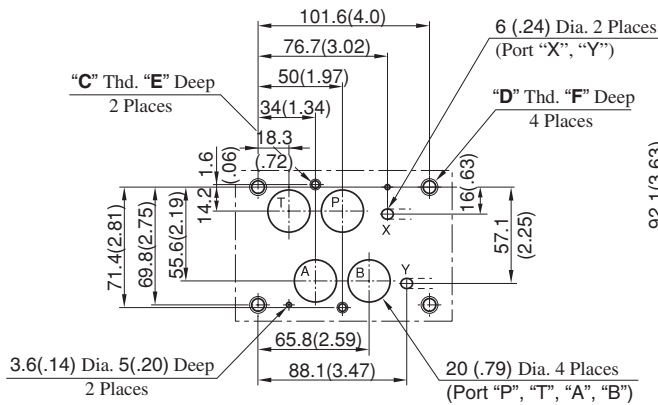 101.6(4.0)
76.7(3.02)
50(1.97)
34(1.34)
18.3
(.72)
6 (.24) Dia. 2 Places
(Port “X”, “Y”)
“C” Thd. “E” Deep
2 Places
“D” Thd. “F” Deep
4 Places
1.6
(.06)
14.2
71.4(2.81)
69.8(2.75)
55.6(2.19)
T
P
X
A
B
Y
16(.63)
57.1
(2.25)
92.1(3.63)
65.8(2.59)
88.1(3.47)
3.6(.14) Dia. 5(.20) Deep
2 Places
20 (.79) Dia. 4 Places
(Port “P”, “T”, “A”, “B”)